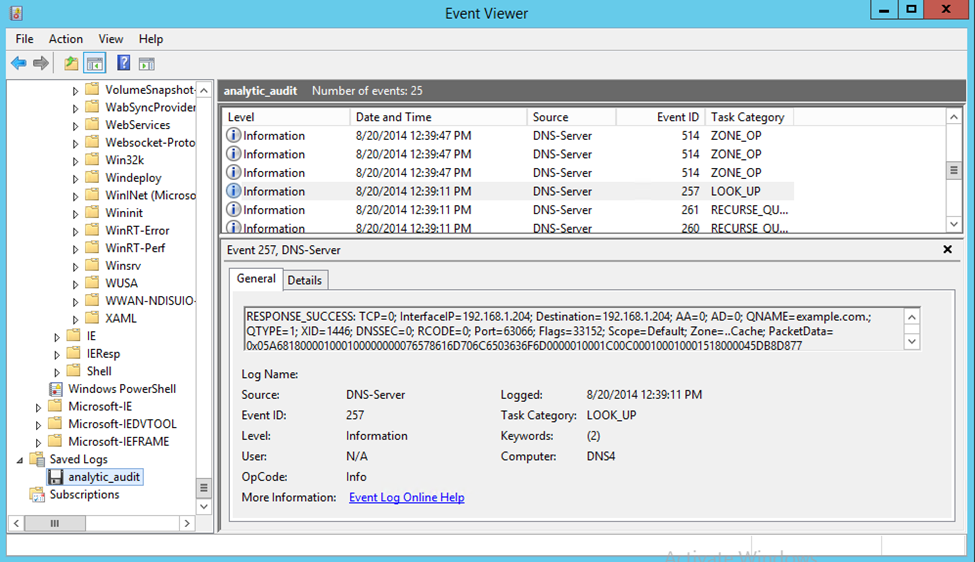 Event Viewer
File Action View Help
VolumeSnapshot-
WabSyncProvider
WebServices
Websocket-Proto
Win32k
Windeploy
WinINet (Microso
Wininit
WinRT-Error
WinRT-Perf
Winsrv
WUSA
WWAN-NDISUIO-
XAML
IE
IEResp
Shell
Windows PowerShell
Microsoft-IE
Microsoft-IEDVTOOL
Microsoft-IEFRAME
Saved Logs
analytic_audit
Subscriptions
analytic_audit Number of events: 25
Level Date and Time Source Event ID Task Category
Information 8/20/2014 12:39:47 PM DNS-Server 514 ZONE_OP
Information 8/20/2014 12:39:47 PM DNS-Server 514 ZONE_OP
Information 8/20/2014 12:39:47 PM DNS-Server 514 ZONE_OP
Information 8/20/2014 12:39:11 PM DNS-Server 257 LOOK_UP
Information 8/20/2014 12:39:11 PM DNS-Server 261 RECURSE_QU...
Information 8/20/2014 12:39:11 PM DNS-Server 260 RECURSE_QU...
Event 257, DNS-Server
General Details
RESPONSE_SUCCESS: TCP=0; InterfaceIP=192.168.1.204; Destination=192.168.1.204; AA=0; AD=0; QNAME=example.com.;
QTYPE=1; XID=1446; DNSSEC=0; RCODE=0; Port=63066; Flags=33152; Scope=Default; Zone=..Cache; PacketData=
0x05A681800001000100000000076578616D706C6503636F6D0000010001C00C000100010001518000045DB8D877
Log Name:
Source: DNS-Server Logged: 8/20/2014 12:39:11 PM
Event ID: 257 Task Category: LOOK_UP
Level: Information Keywords: (2)
User: N/A Computer: DNS4
OpCode: Info
More Information: Event Log Online Help
Activate Windows